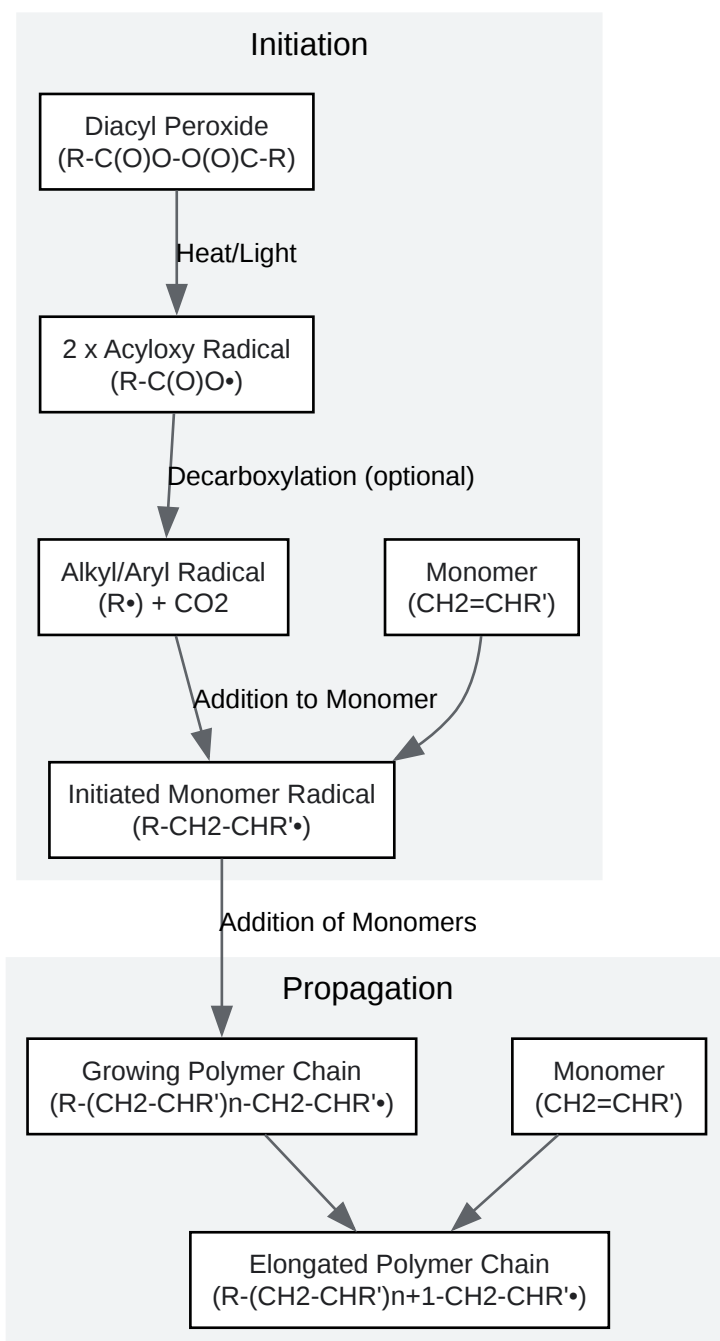 Initiation
Diacyl Peroxide
(R-C(O)O-O(O)C-R)
Heat/Light
2 x Acyloxy Radical
(R-C(O)O•)
Decarboxylation (optional)
Alkyl/Aryl Radical
(R•) + CO2
Monomer
(CH2=CHR')
Addition to Monomer
Initiated Monomer Radical
(R-CH2-CHR'•)
Addition of Monomers
Propagation
Growing Polymer Chain
(R-(CH2-CHR')n-CH2-CHR'•)
Monomer
(CH2=CHR')
Elongated Polymer Chain
(R-(CH2-CHR')n+1-CH2-CHR'•)